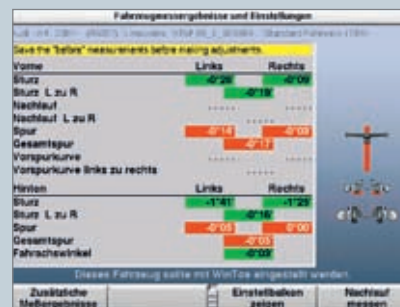 Fahrzeugmessergebnisse und Einstellungen
Save the "before" measurements before making adjustments.
Vorne Links Rechts
Sturz -0°26' -0°09'
Sturz L zu R -0°18'
Nachlauf ..... .....
Nachlauf L zu R .....
Spur -0°14' -0°03'
Gesamtspur -0°17'
Vorspurkurve ..... .....
Vorspurkurve links zu rechts .....
Hinten Links Rechts
Sturz -1°41' -1°25'
Sturz L zu R -0°16'
Spur -0°05' 0°00'
Gesamtspur -0°05'
Fahrachswinkel -0°03'
Dieses Fahrzeug sollte mit WinToe eingestellt werden.
Zusätzliche Meßergebnisse
Einstellbalken zeigen
Nachlauf messen